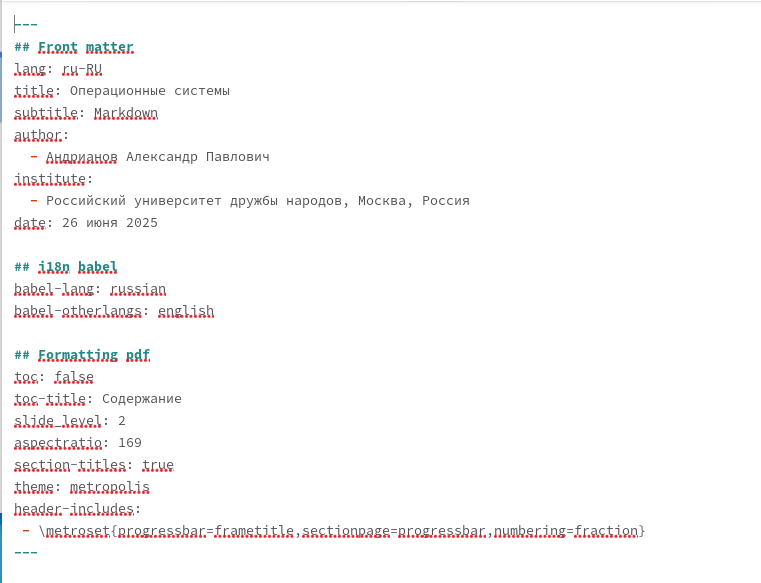 ---
## Front matter
lang: ru-RU
title: Операционные системы
subtitle: Markdown
author:
  - Андрианов Александр Павлович
institute:
  - Российский университет дружбы народов, Москва, Россия
date: 26 июня 2025

## i18n babel
babel-lang: russian
babel-otherlangs: english

## Formatting pdf
toc: false
toc-title: Содержание
slide_level: 2
aspectratio: 169
section-titles: true
theme: metropolis
header-includes:
 - \metroset{progressbar=frametitle,sectionpage=progressbar,numbering=fraction}
---